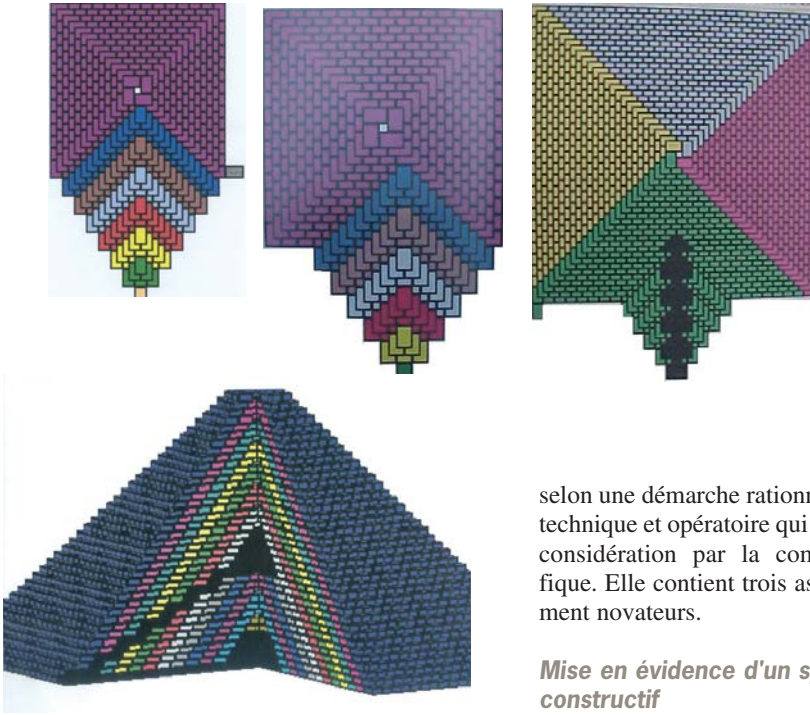 selon une démarche rationn
technique et opératoire qui
considération par la com
fique. Elle contient trois as
ment novateurs.
Mise en évidence d'un s
constructif